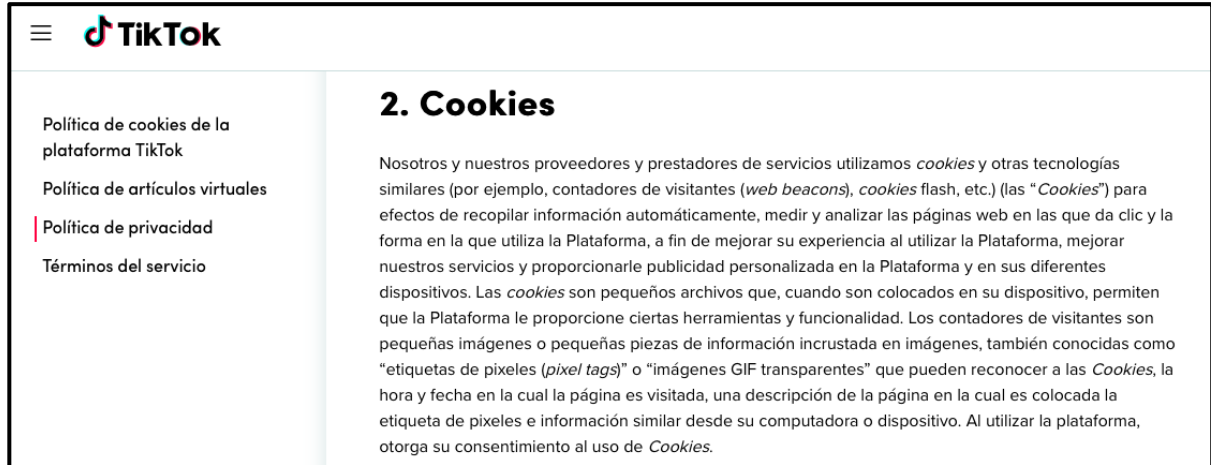 TikTok
Política de cookies de la
plataforma TikTok
Política de artículos virtuales
Política de privacidad
Términos del servicio
2. Cookies
Nosotros y nuestros proveedores y prestadores de servicios utilizamos cookies y otras tecnologías
similares (por ejemplo, contadores de visitantes (web beacons), cookies flash, etc.) (las “Cookies”) para
efectos de recopilar información automáticamente, medir y analizar las páginas web en las que da clic y la
forma en la que utiliza la Plataforma, a fin de mejorar su experiencia al utilizar la Plataforma, mejorar
nuestros servicios y proporcionarle publicidad personalizada en la Plataforma y en sus diferentes
dispositivos. Las cookies son pequeños archivos que, cuando son colocados en su dispositivo, permiten
que la Plataforma le proporcione ciertas herramientas y funcionalidad. Los contadores de visitantes son
pequeñas imágenes o pequeñas piezas de información incrustada en imágenes, también conocidas como
“etiquetas de pixeles (pixel tags)” o “imágenes GIF transparentes” que pueden reconocer a las Cookies, la
hora y fecha en la cual la página es visitada, una descripción de la página en la cual es colocada la
etiqueta de pixeles e información similar desde su computadora o dispositivo. Al utilizar la plataforma,
otorga su consentimiento al uso de Cookies.